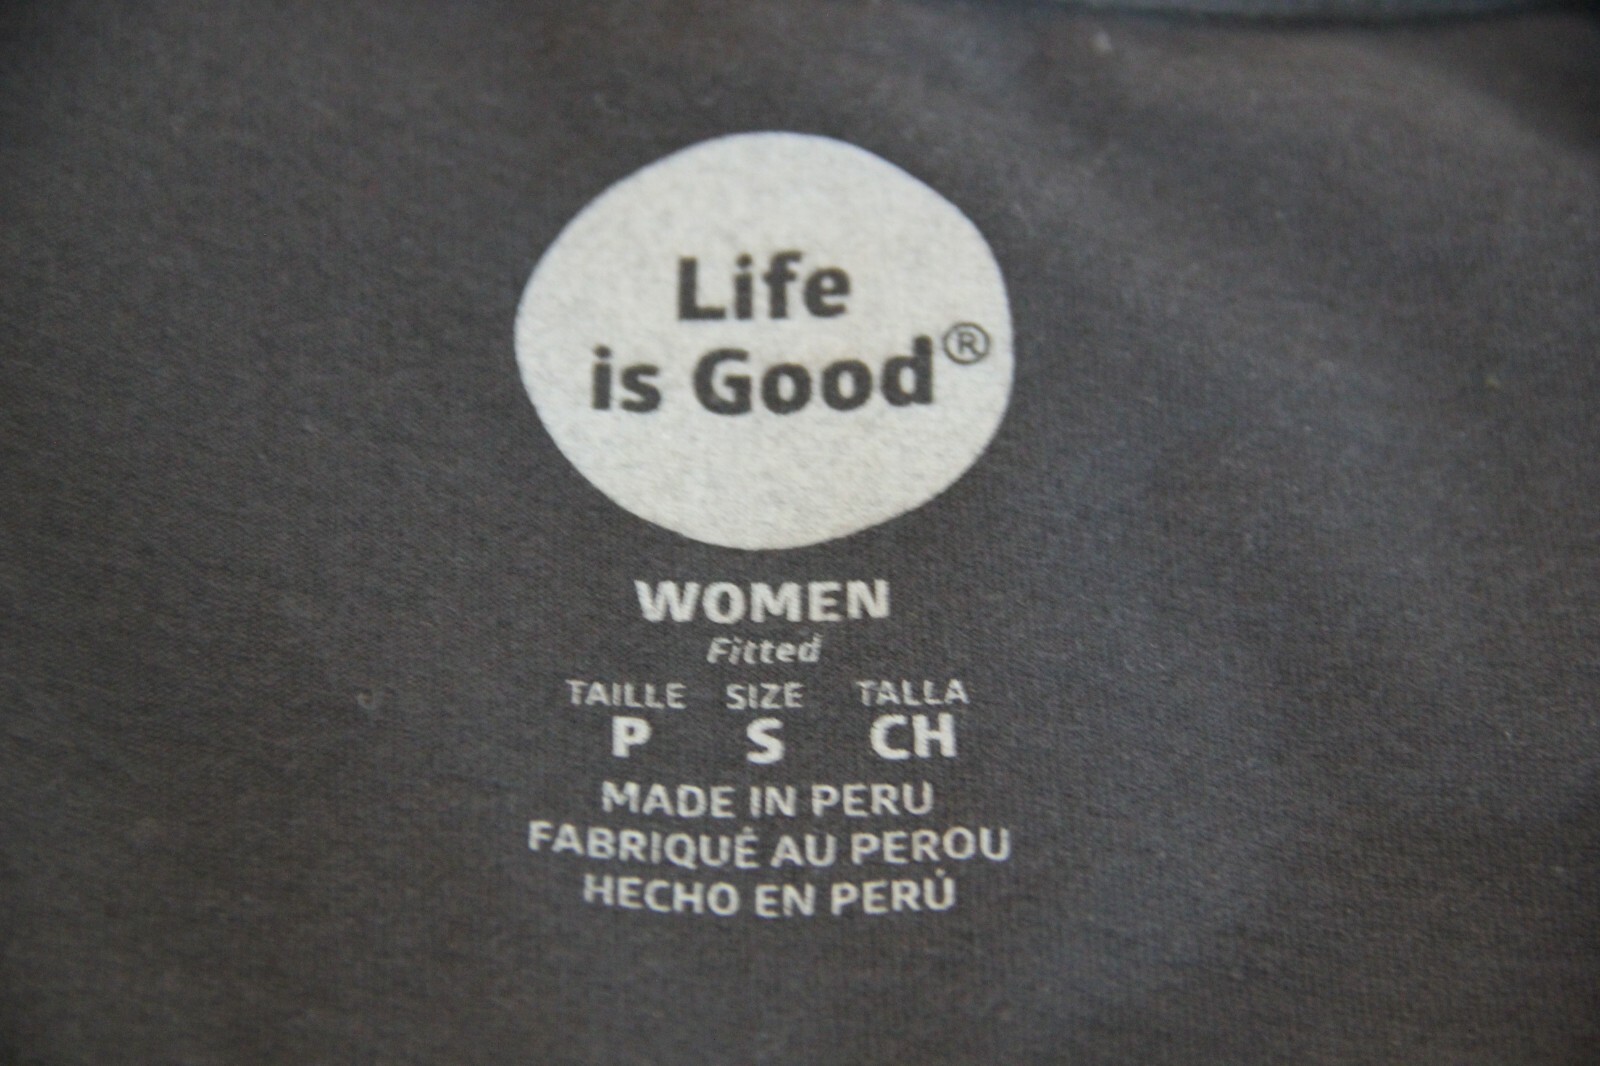 Life
is Good®
WOMEN
Fitted
TAILLE SIZE TALLA
P S CH
MADE IN PERU
FABRIQUÉ AU PEROU
HECHO EN PERÚ